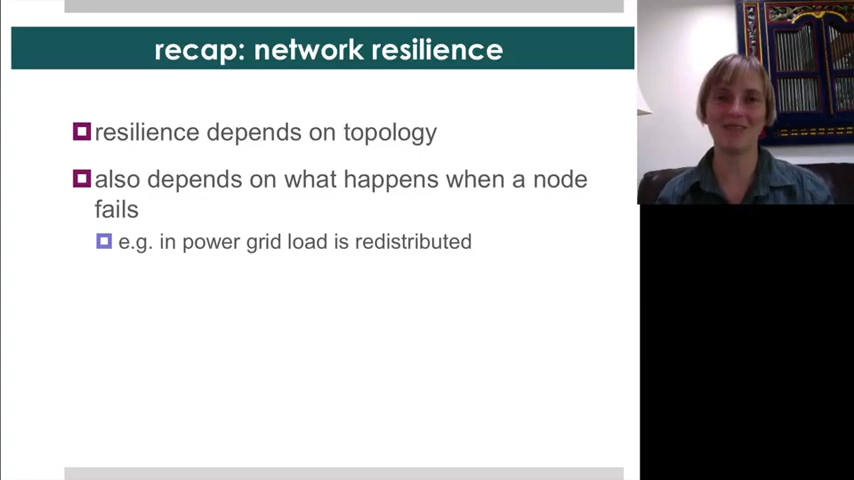 recap: network resilience
resilience depends on topology
also depends on what happens when a node
fails
e.g. in power grid load is redistributed